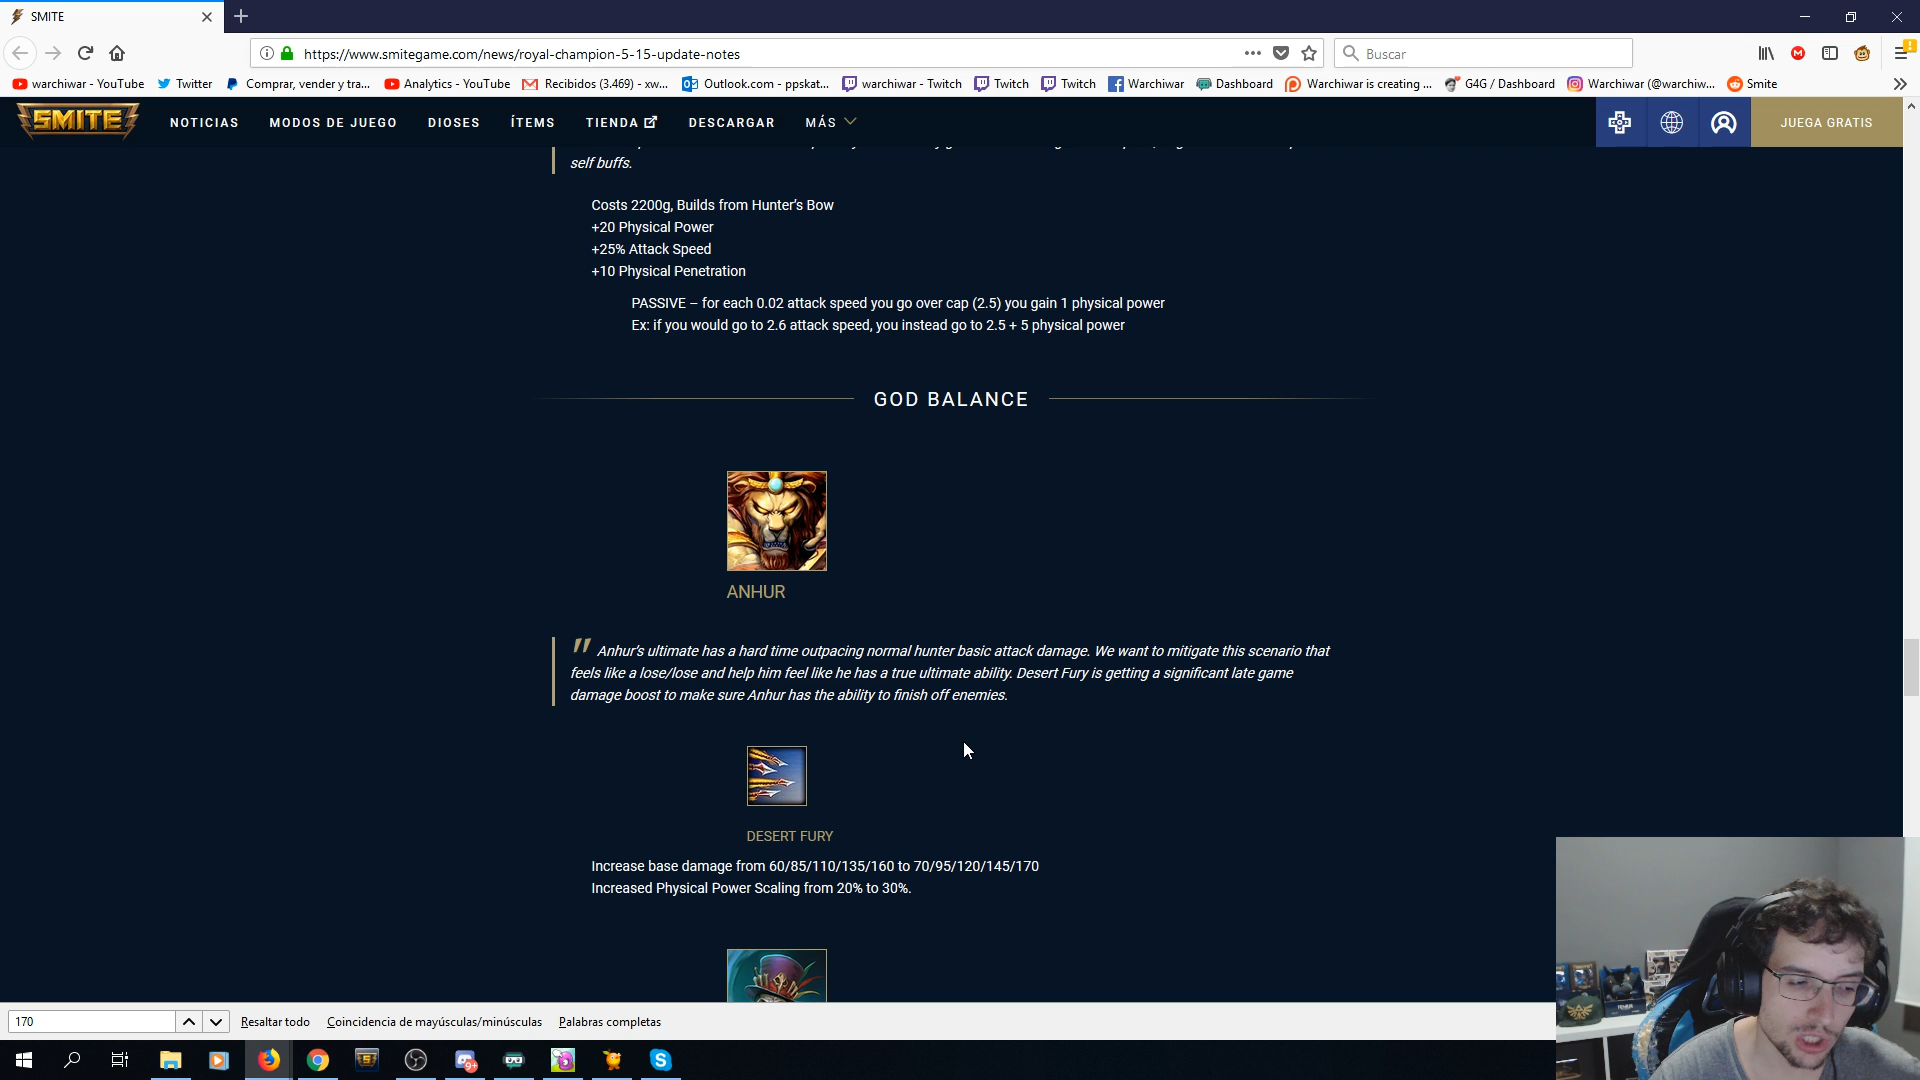 SMITE
https://www.smitegame.com/news/royal-champion-5-15-update-notes
Buscar
warchiwar - YouTube
Twitter
Comprar, vender y tra...
Analytics - YouTube
Recibidos (3.469) - xw...
Outlook.com - ppskat...
warchiwar - Twitch
Twitch
Twitch
Warchiwar
Dashboard
Warchiwar is creating ...
G4G / Dashboard
Warchiwar (@warchiw...
Smite
SMITE
NOTICIAS
MODOS DE JUEGO
DIOSES
ÍTEMS
TIENDA
DESCARGAR
MÁS
JUEGA GRATIS
self buffs.
Costs 2200g, Builds from Hunter's Bow
+20 Physical Power
+25% Attack Speed
+10 Physical Penetration
PASSIVE – for each 0.02 attack speed you go over cap (2.5) you gain 1 physical power
Ex: if you would go to 2.6 attack speed, you instead go to 2.5 + 5 physical power
GOD BALANCE
ANHUR
" Anhur's ultimate has a hard time outpacing normal hunter basic attack damage. We want to mitigate this scenario that
feels like a lose/lose and help him feel like he has a true ultimate ability. Desert Fury is getting a significant late game
damage boost to make sure Anhur has the ability to finish off enemies.
DESERT FURY
Increase base damage from 60/85/110/135/160 to 70/95/120/145/170
Increased Physical Power Scaling from 20% to 30%.
170
Resaltar todo
Coincidencia de mayúsculas/minúsculas
Palabras completas
9+